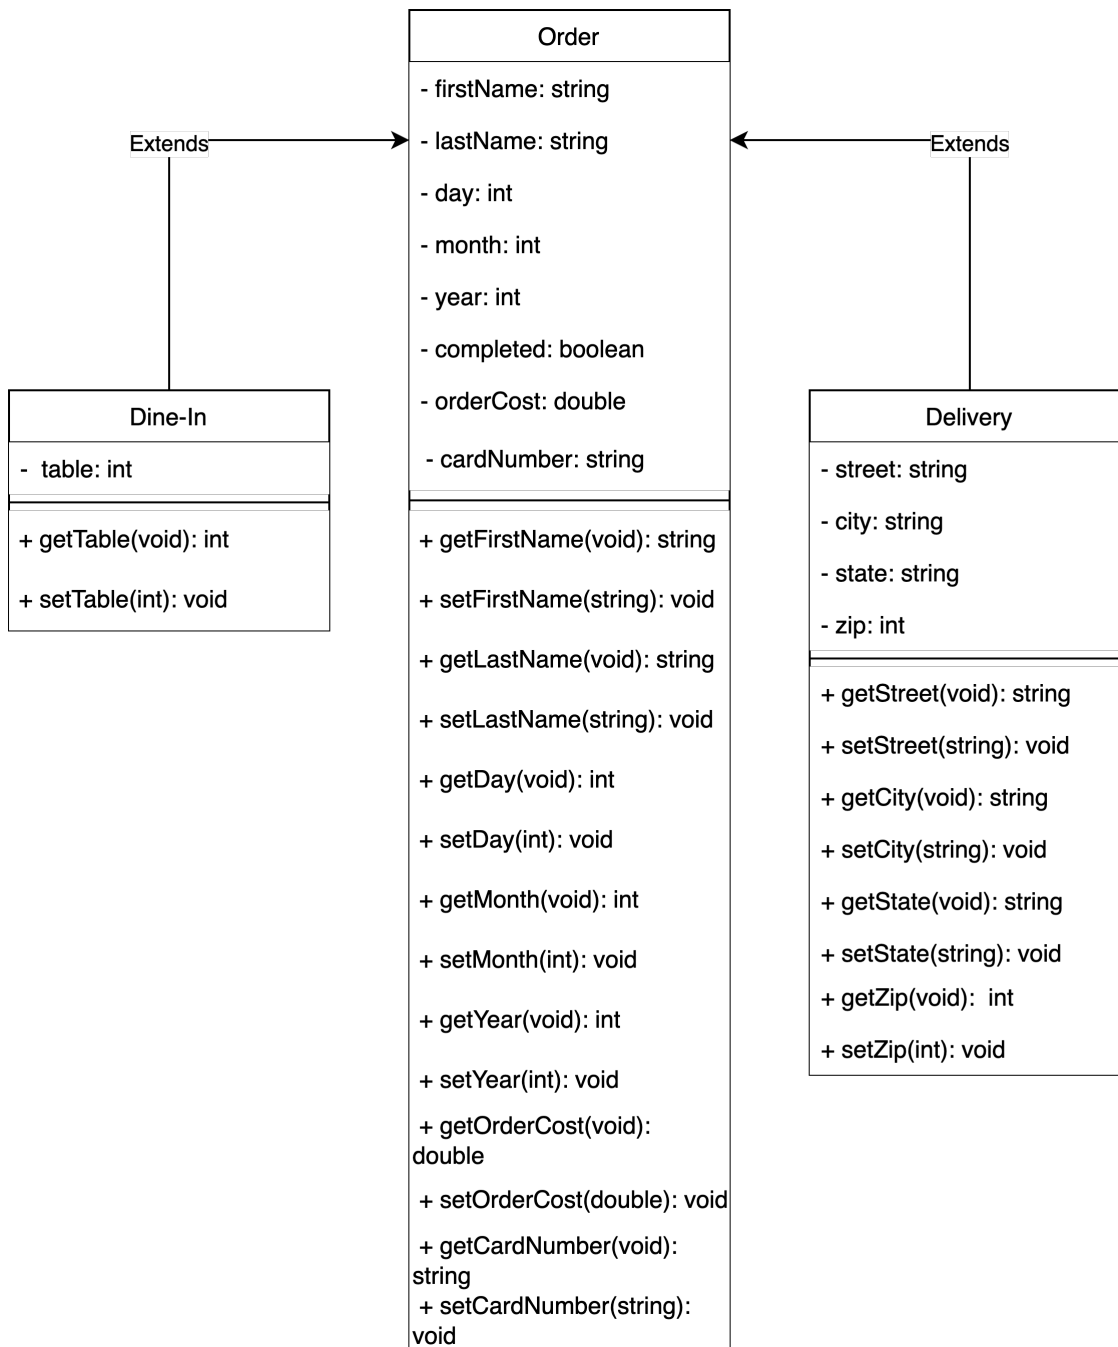 Order
- firstName: string
- lastName: string
- day: int
- month: int
- year: int
- completed: boolean
- orderCost: double
- cardNumber: string
+ getFirstName(void): string
+ setFirstName(string): void
+ getLastName(void): string
+ setLastName(string): void
+ getDay(void): int
+ setDay(int): void
+ getMonth(void): int
+ setMonth(int): void
+ getYear(void): int
+ setYear(int): void
+ getOrderCost(void):
double
+ setOrderCost(double): void
+ getCardNumber(void):
string
+ setCardNumber(string):
void
Extends
Dine-In
- table: int
+ getTable(void): int
+ setTable(int): void
Extends
Delivery
- street: string
- city: string
- state: string
- zip: int
+ getStreet(void): string
+ setStreet(string): void
+ getCity(void): string
+ setCity(string): void
+ getState(void): string
+ setState(string): void
+ getZip(void): int
+ setZip(int): void